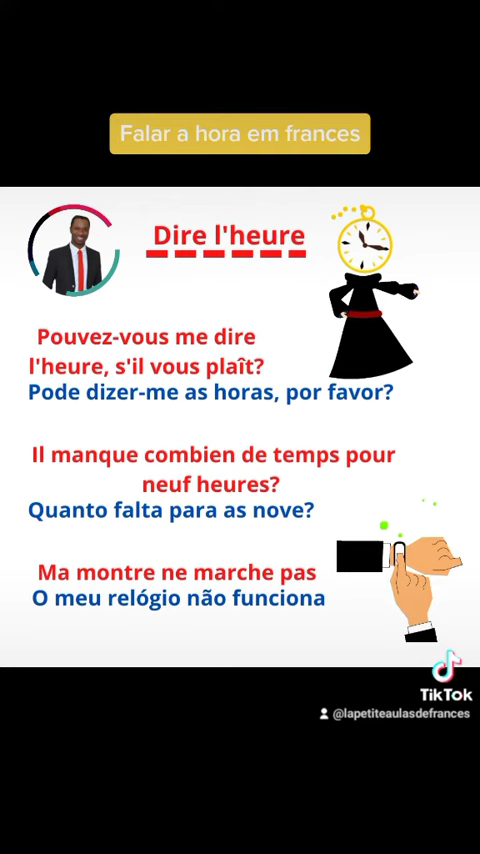 Falar a hora em frances
Dire l'heure
Pouvez-vous me dire
l'heure, s'il vous plaît?
Pode dizer-me as horas, por favor?
Il manque combien de temps pour
neuf heures?
Quanto falta para as nove?
Ma montre ne marche pas
O meu relógio não funciona
TikTok
@lapetiteaulasdefrances